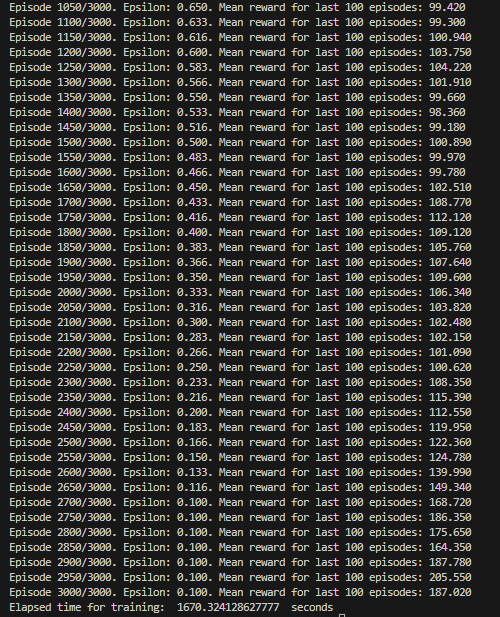 Episode 1050/3000. Epsilon: 0.650. Mean reward for last 100 episodes: 99.420
Episode 1100/3000. Epsilon: 0.633. Mean reward for last 100 episodes: 99.300
Episode 1150/3000. Epsilon: 0.616. Mean reward for last 100 episodes: 100.940
Episode 1200/3000. Epsilon: 0.600. Mean reward for last 100 episodes: 103.750
Episode 1250/3000. Epsilon: 0.583. Mean reward for last 100 episodes: 104.220
Episode 1300/3000. Epsilon: 0.566. Mean reward for last 100 episodes: 101.910
Episode 1350/3000. Epsilon: 0.550. Mean reward for last 100 episodes: 99.660
Episode 1400/3000. Epsilon: 0.533. Mean reward for last 100 episodes: 98.360
Episode 1450/3000. Epsilon: 0.516. Mean reward for last 100 episodes: 99.180
Episode 1500/3000. Epsilon: 0.500. Mean reward for last 100 episodes: 100.890
Episode 1550/3000. Epsilon: 0.483. Mean reward for last 100 episodes: 99.970
Episode 1600/3000. Epsilon: 0.466. Mean reward for last 100 episodes: 99.780
Episode 1650/3000. Epsilon: 0.450. Mean reward for last 100 episodes: 102.510
Episode 1700/3000. Epsilon: 0.433. Mean reward for last 100 episodes: 108.770
Episode 1750/3000. Epsilon: 0.416. Mean reward for last 100 episodes: 112.120
Episode 1800/3000. Epsilon: 0.400. Mean reward for last 100 episodes: 109.120
Episode 1850/3000. Epsilon: 0.383. Mean reward for last 100 episodes: 105.760
Episode 1900/3000. Epsilon: 0.366. Mean reward for last 100 episodes: 107.640
Episode 1950/3000. Epsilon: 0.350. Mean reward for last 100 episodes: 109.600
Episode 2000/3000. Epsilon: 0.333. Mean reward for last 100 episodes: 106.340
Episode 2050/3000. Epsilon: 0.316. Mean reward for last 100 episodes: 103.820
Episode 2100/3000. Epsilon: 0.300. Mean reward for last 100 episodes: 102.480
Episode 2150/3000. Epsilon: 0.283. Mean reward for last 100 episodes: 102.150
Episode 2200/3000. Epsilon: 0.266. Mean reward for last 100 episodes: 101.090
Episode 2250/3000. Epsilon: 0.250. Mean reward for last 100 episodes: 100.620
Episode 2300/3000. Epsilon: 0.233. Mean reward for last 100 episodes: 108.350
Episode 2350/3000. Epsilon: 0.216. Mean reward for last 100 episodes: 115.390
Episode 2400/3000. Epsilon: 0.200. Mean reward for last 100 episodes: 112.550
Episode 2450/3000. Epsilon: 0.183. Mean reward for last 100 episodes: 119.950
Episode 2500/3000. Epsilon: 0.166. Mean reward for last 100 episodes: 122.360
Episode 2550/3000. Epsilon: 0.150. Mean reward for last 100 episodes: 124.780
Episode 2600/3000. Epsilon: 0.133. Mean reward for last 100 episodes: 139.990
Episode 2650/3000. Epsilon: 0.116. Mean reward for last 100 episodes: 149.340
Episode 2700/3000. Epsilon: 0.100. Mean reward for last 100 episodes: 168.720
Episode 2750/3000. Epsilon: 0.100. Mean reward for last 100 episodes: 186.350
Episode 2800/3000. Epsilon: 0.100. Mean reward for last 100 episodes: 175.650
Episode 2850/3000. Epsilon: 0.100. Mean reward for last 100 episodes: 164.350
Episode 2900/3000. Epsilon: 0.100. Mean reward for last 100 episodes: 187.780
Episode 2950/3000. Epsilon: 0.100. Mean reward for last 100 episodes: 205.550
Episode 3000/3000. Epsilon: 0.100. Mean reward for last 100 episodes: 187.020
Elapsed time for training:  1670.324128627777  seconds